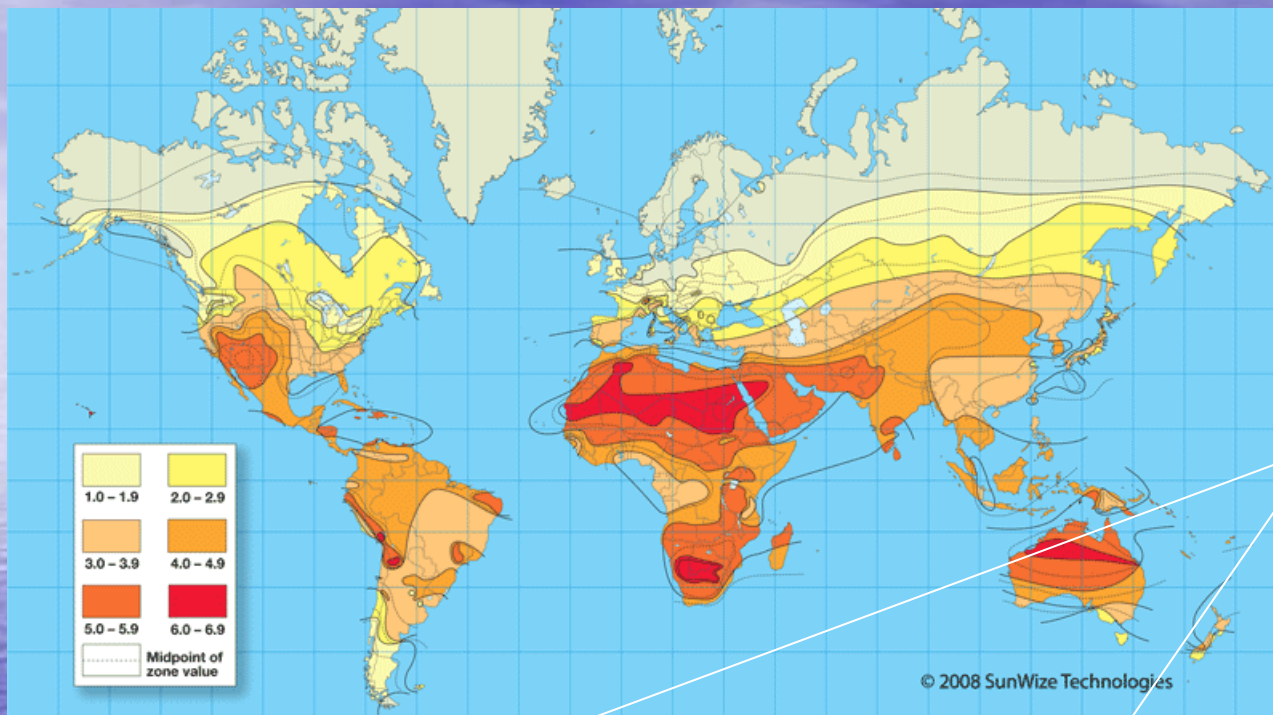 1.0 – 1.9 2.0 – 2.9
3.0 – 3.9 4.0 – 4.9
5.0 – 5.9 6.0 – 6.9
Midpoint of
zone value
© 2008 SunWize Technologies